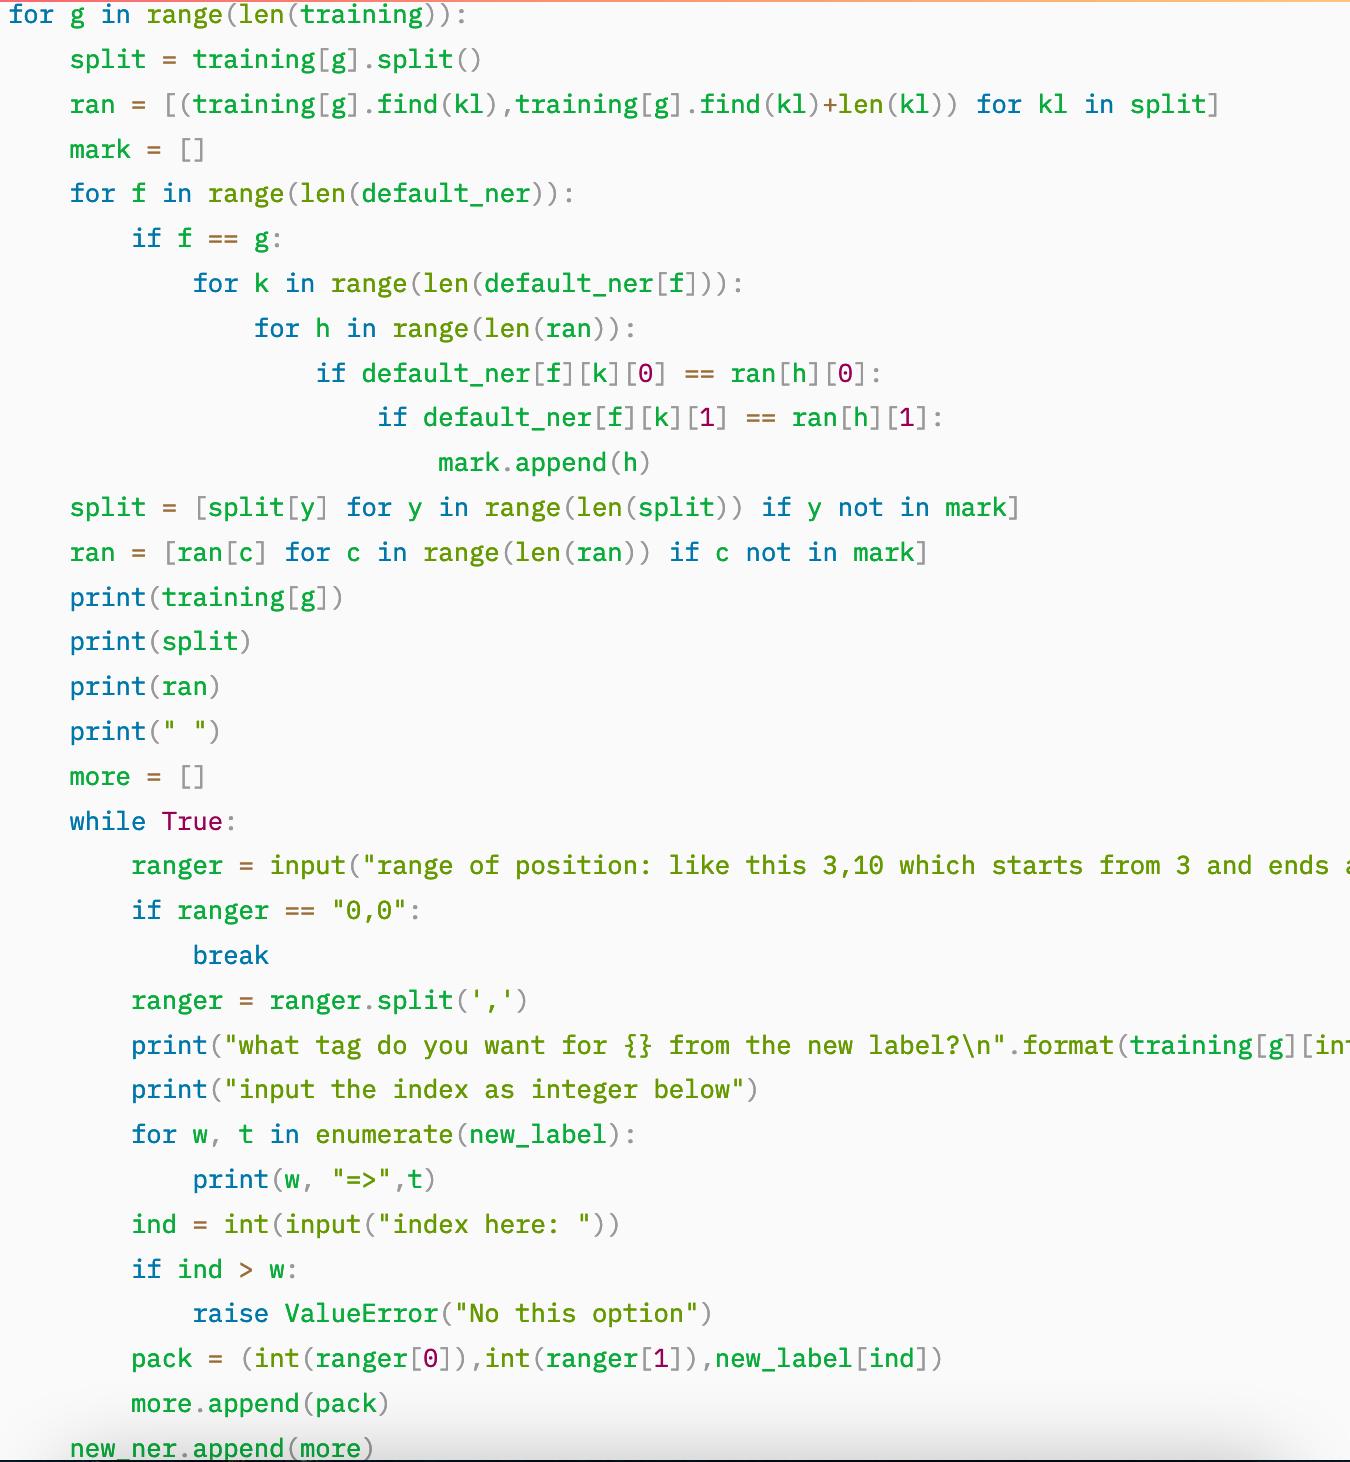 for g in range(len(training)):
    split = training[g].split()
    ran = [(training[g].find(kl),training[g].find(kl)+len(kl)) for kl in split]
    mark = []
    for f in range(len(default_ner)):
        if f == g:
            for k in range(len(default_ner[f])):
                for h in range(len(ran)):
                    if default_ner[f][k][0] == ran[h][0]:
                        if default_ner[f][k][1] == ran[h][1]:
                            mark.append(h)
    split = [split[y] for y in range(len(split)) if y not in mark]
    ran = [ran[c] for c in range(len(ran)) if c not in mark]
    print(training[g])
    print(split)
    print(ran)
    print(" ")
    more = []
    while True:
        ranger = input("range of position: like this 3,10 which starts from 3 and ends
        if ranger == "0,0":
            break
        ranger = ranger.split(',')
        print("what tag do you want for {} from the new label?\n".format(training[g][int
        print("input the index as integer below")
        for w, t in enumerate(new_label):
            print(w, "=>",t)
        ind = int(input("index here: "))
        if ind > w:
            raise ValueError("No this option")
        pack = (int(ranger[0]),int(ranger[1]),new_label[ind])
        more.append(pack)
    new_ner.append(more)